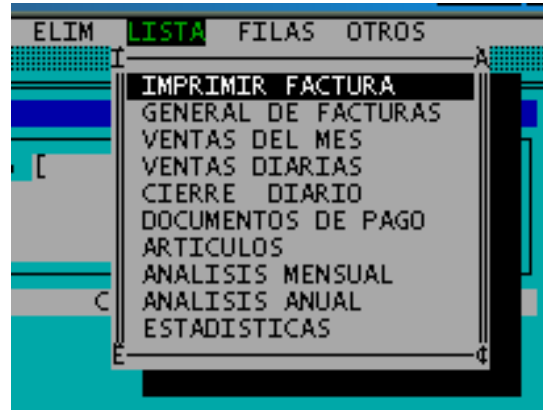 ELIM LISTA FILAS OTROS
IMPRIMIR FACTURA
GENERAL DE FACTURAS
VENTAS DEL MES
VENTAS DIARIAS
[
CIERRE DIARIO
DOCUMENTOS DE PAGO
ARTICULOS
ANALISIS MENSUAL
C
ANALISIS ANUAL
ESTADISTICAS